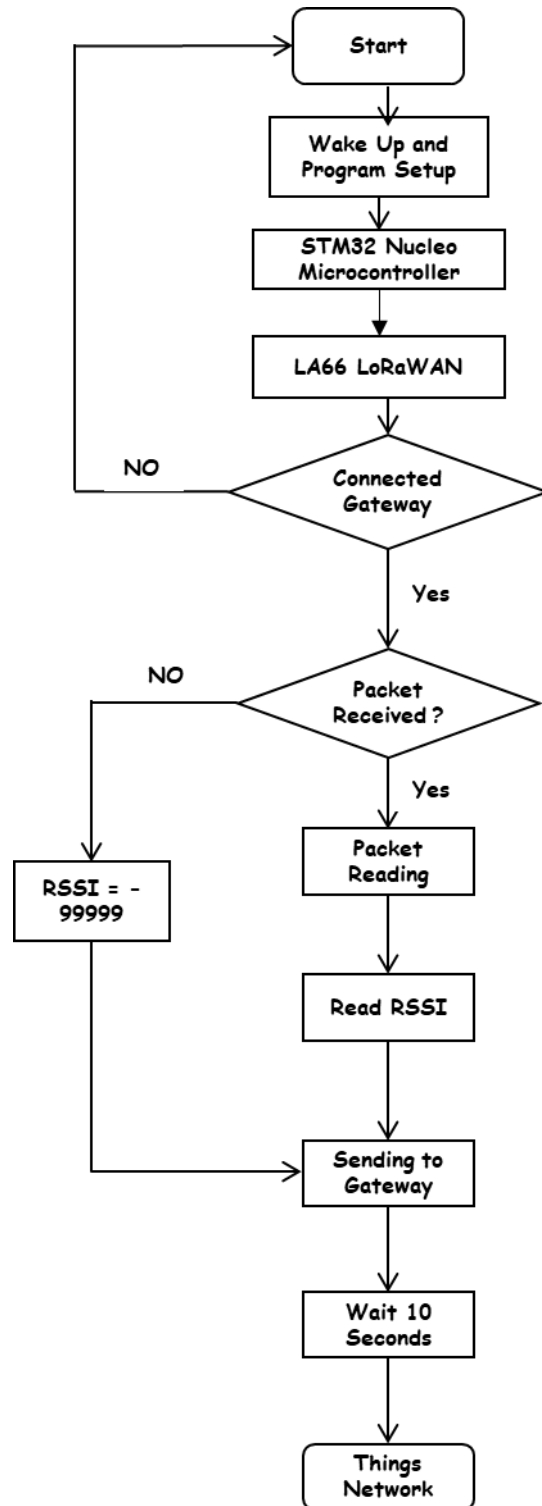 Start
Wake Up and
Program Setup
STM32 Nucleo
Microcontroller
LA66 LoRaWAN
NO
Connected
Gateway
Yes
NO
Packet
Received ?
Yes
Packet
Reading
RSSI = -
99999
Read RSSI
Sending to
Gateway
Wait 10
Seconds
Things
Network